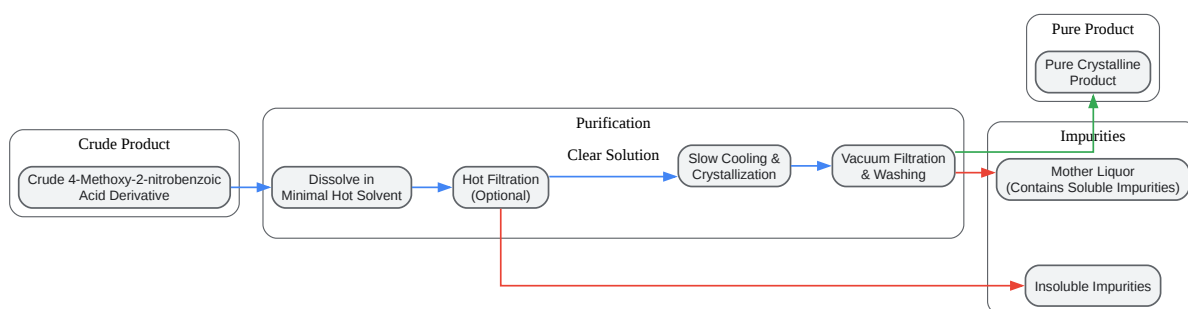 Pure Product
Pure Crystalline
Product
Crude Product
Crude 4-Methoxy-2-nitrobenzoic
Acid Derivative
Purification
Dissolve in
Minimal Hot Solvent
Hot Filtration
(Optional)
Clear Solution
Slow Cooling &
Crystallization
Vacuum Filtration
& Washing
Impurities
Mother Liquor
(Contains Soluble Impurities)
Insoluble Impurities